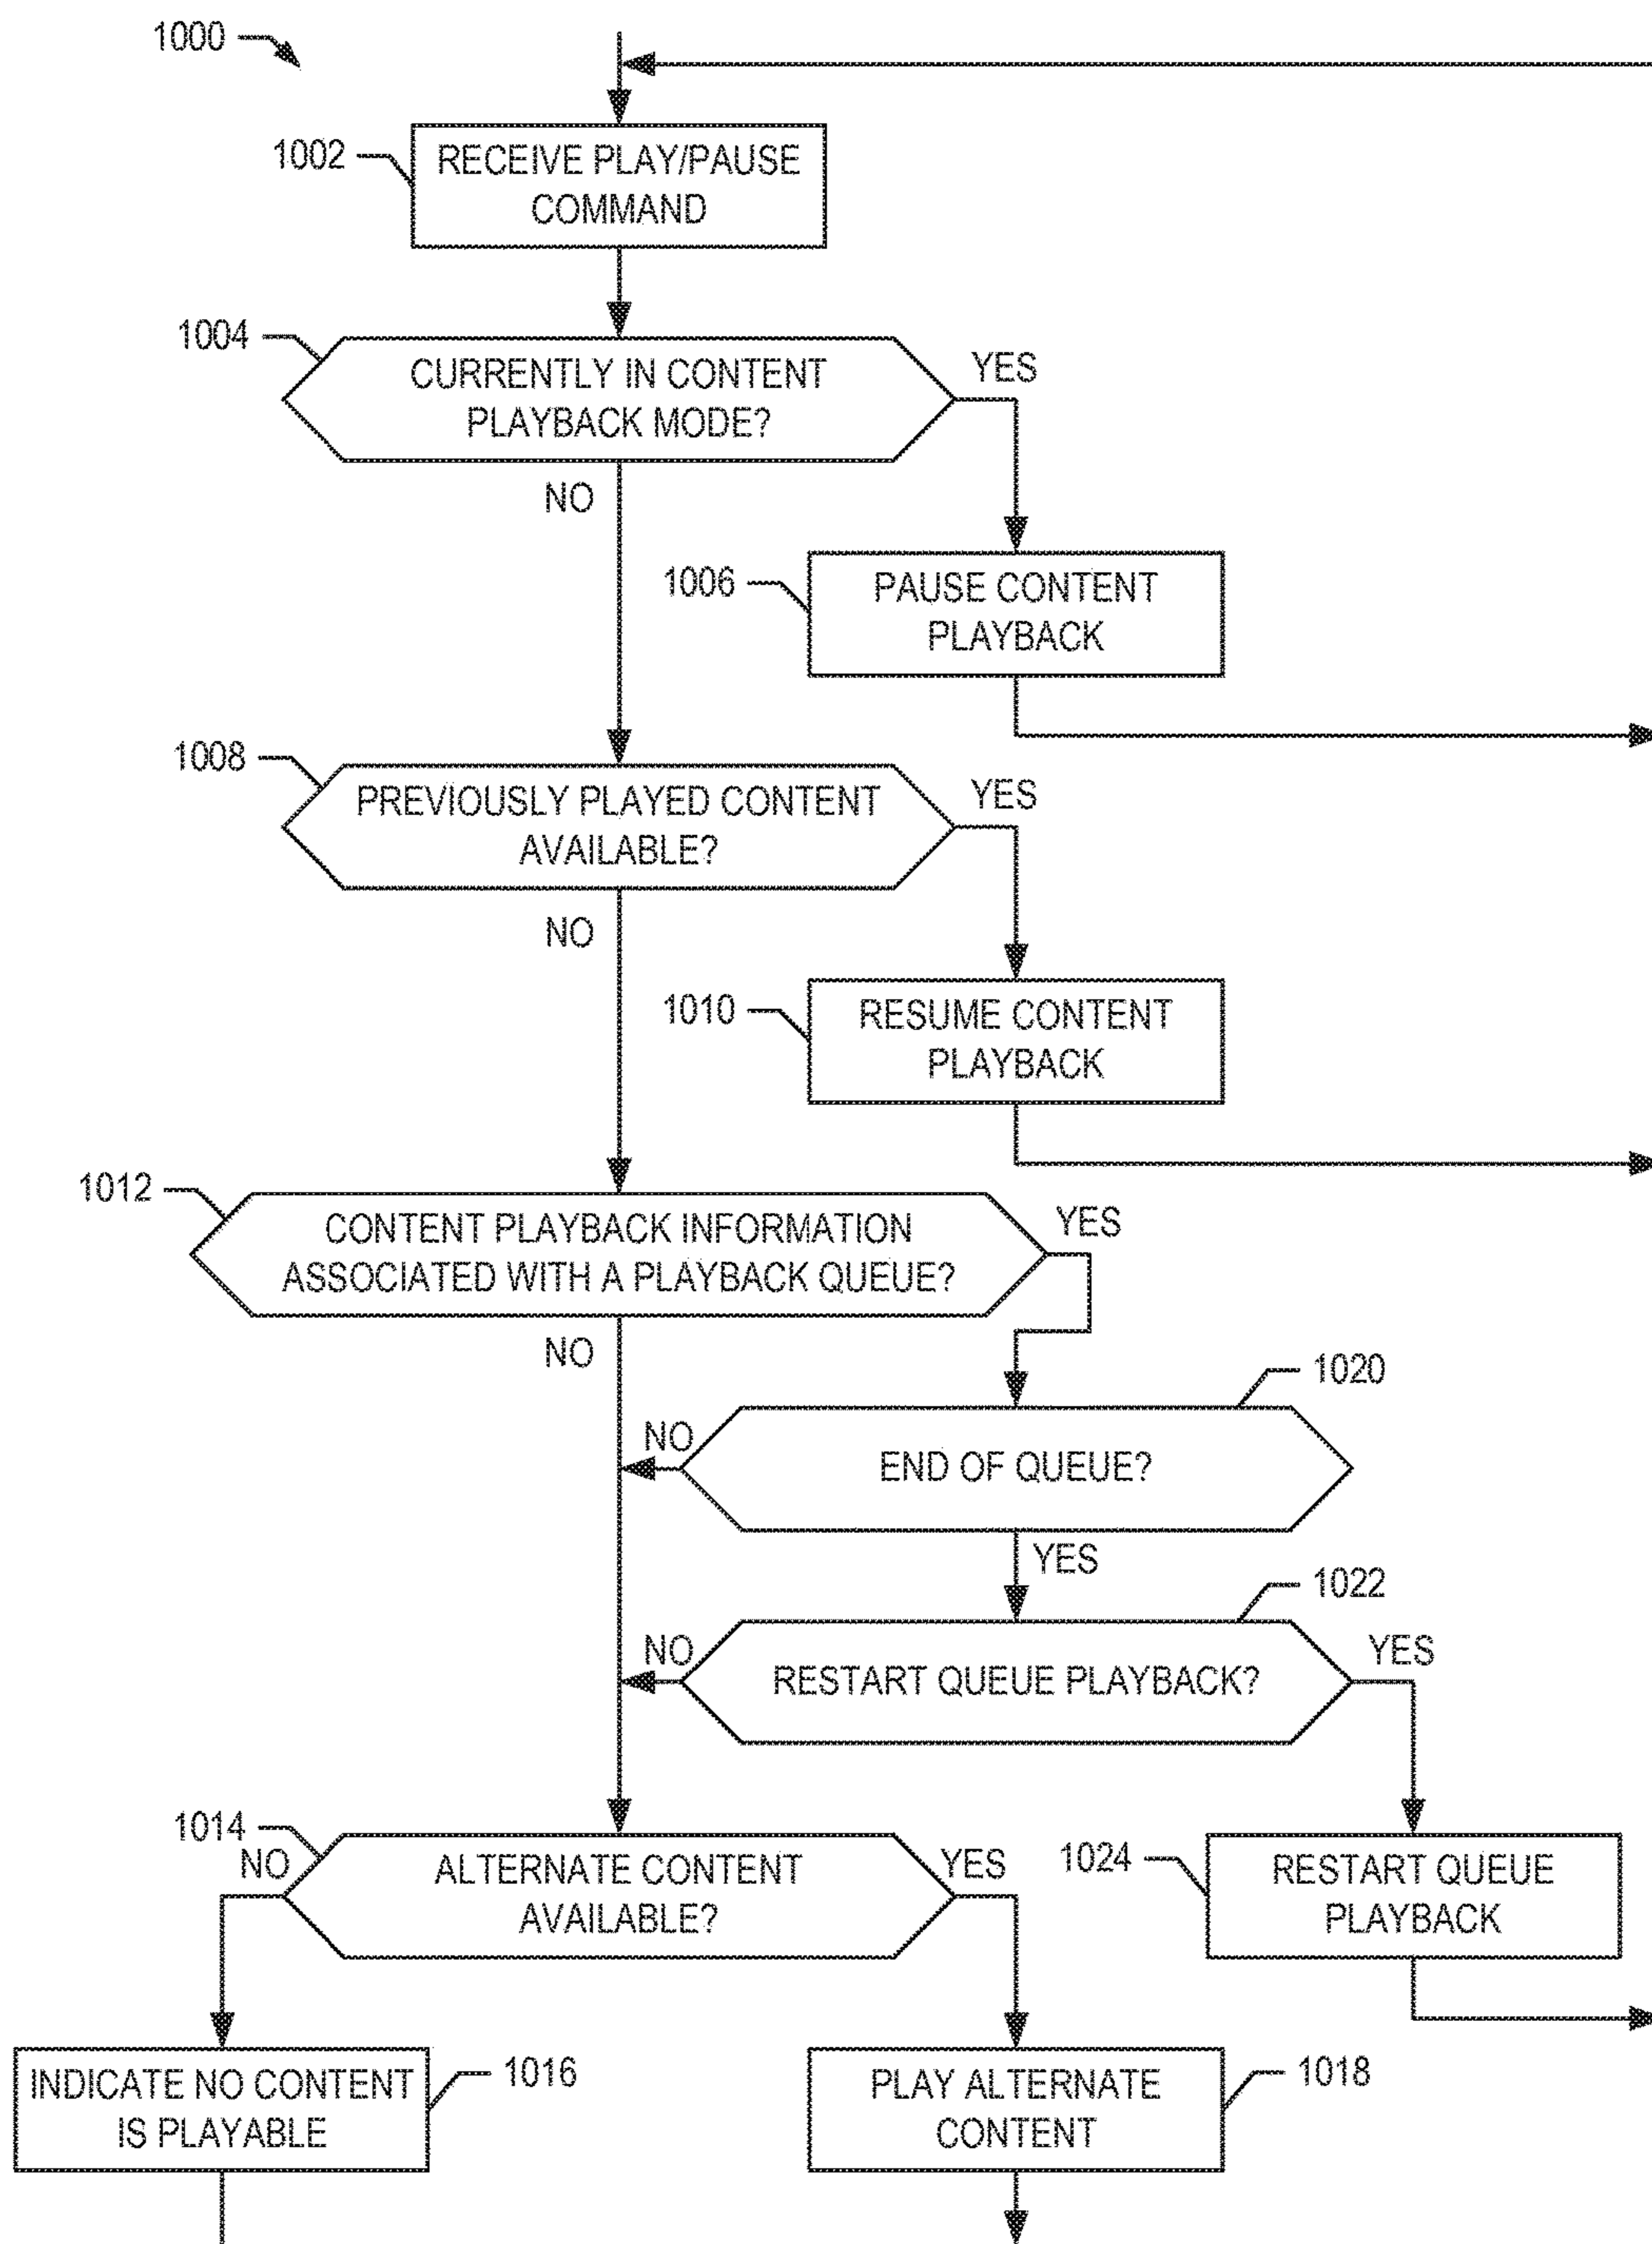 1000
1002
RECEIVE PLAY/PAUSE
COMMAND
1004
CURRENTLY IN CONTENT
PLAYBACK MODE?
YES
NO
1006
PAUSE CONTENT
PLAYBACK
1008
PREVIOUSLY PLAYED CONTENT
AVAILABLE?
YES
NO
1010
RESUME CONTENT
PLAYBACK
1012
CONTENT PLAYBACK INFORMATION
ASSOCIATED WITH A PLAYBACK QUEUE?
YES
NO
1020
NO
END OF QUEUE?
YES
1022
NO
RESTART QUEUE PLAYBACK?
YES
1014
NO
ALTERNATE CONTENT
AVAILABLE?
YES
1024
RESTART QUEUE
PLAYBACK
INDICATE NO CONTENT
IS PLAYABLE
1016
PLAY ALTERNATE
CONTENT
1018